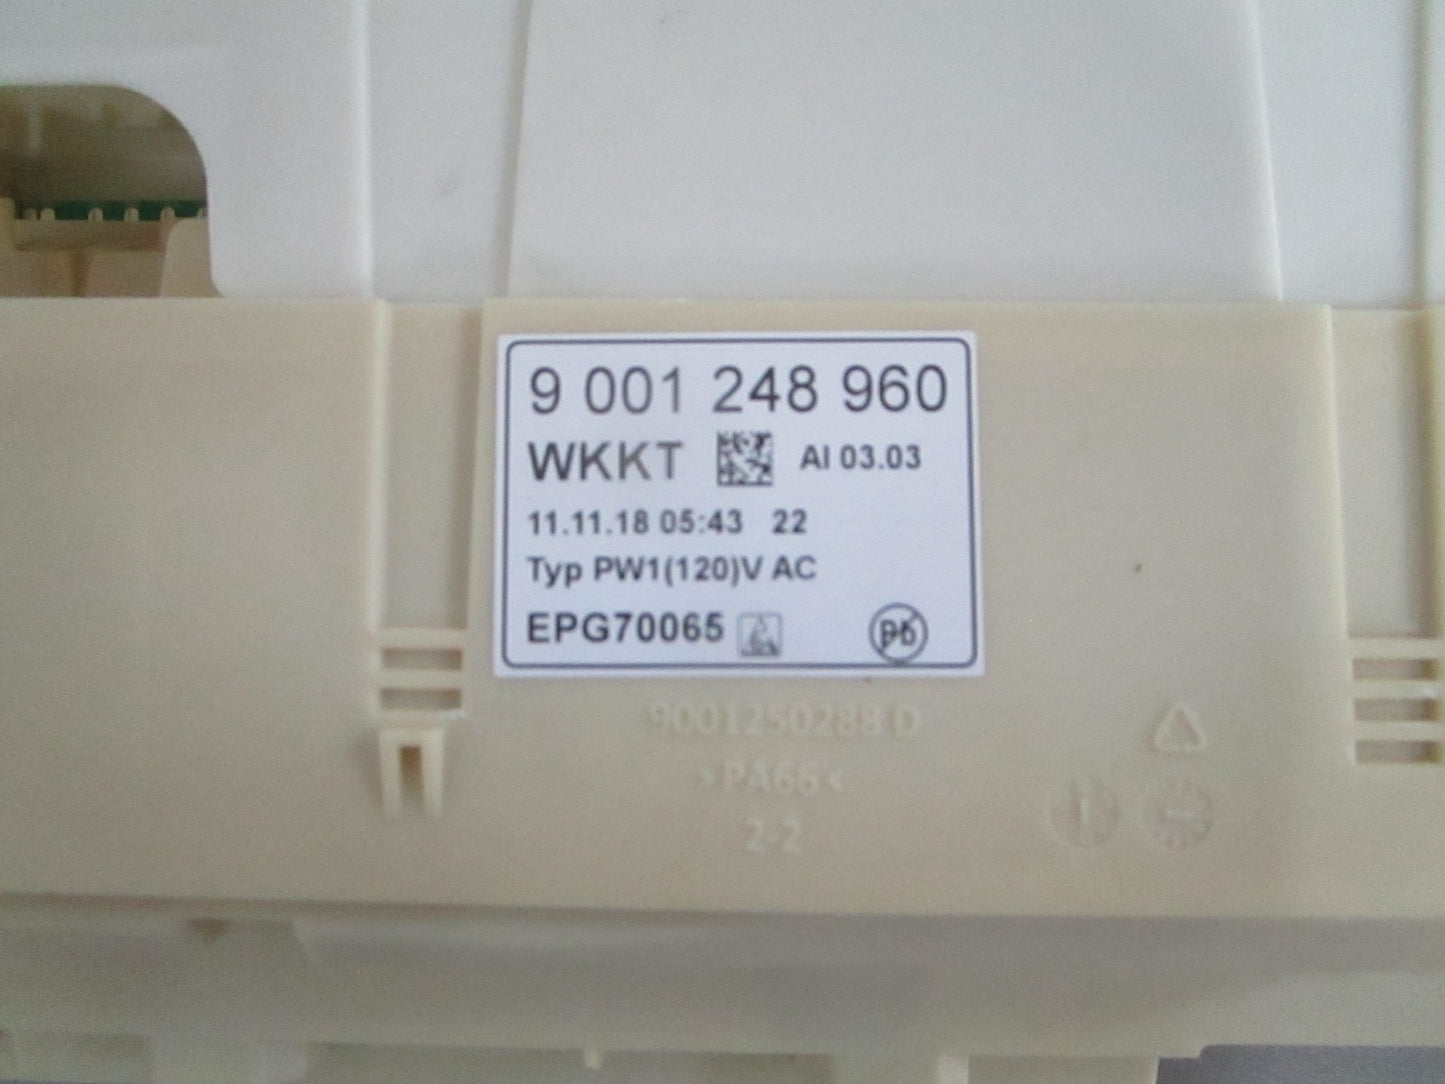 9 001 248 960
WKKT AI 03.03
11.11.18 05:43 22
Typ PW1(120)V AC
EPG70065 Pb
9001250288 D
>PA66<
2-2